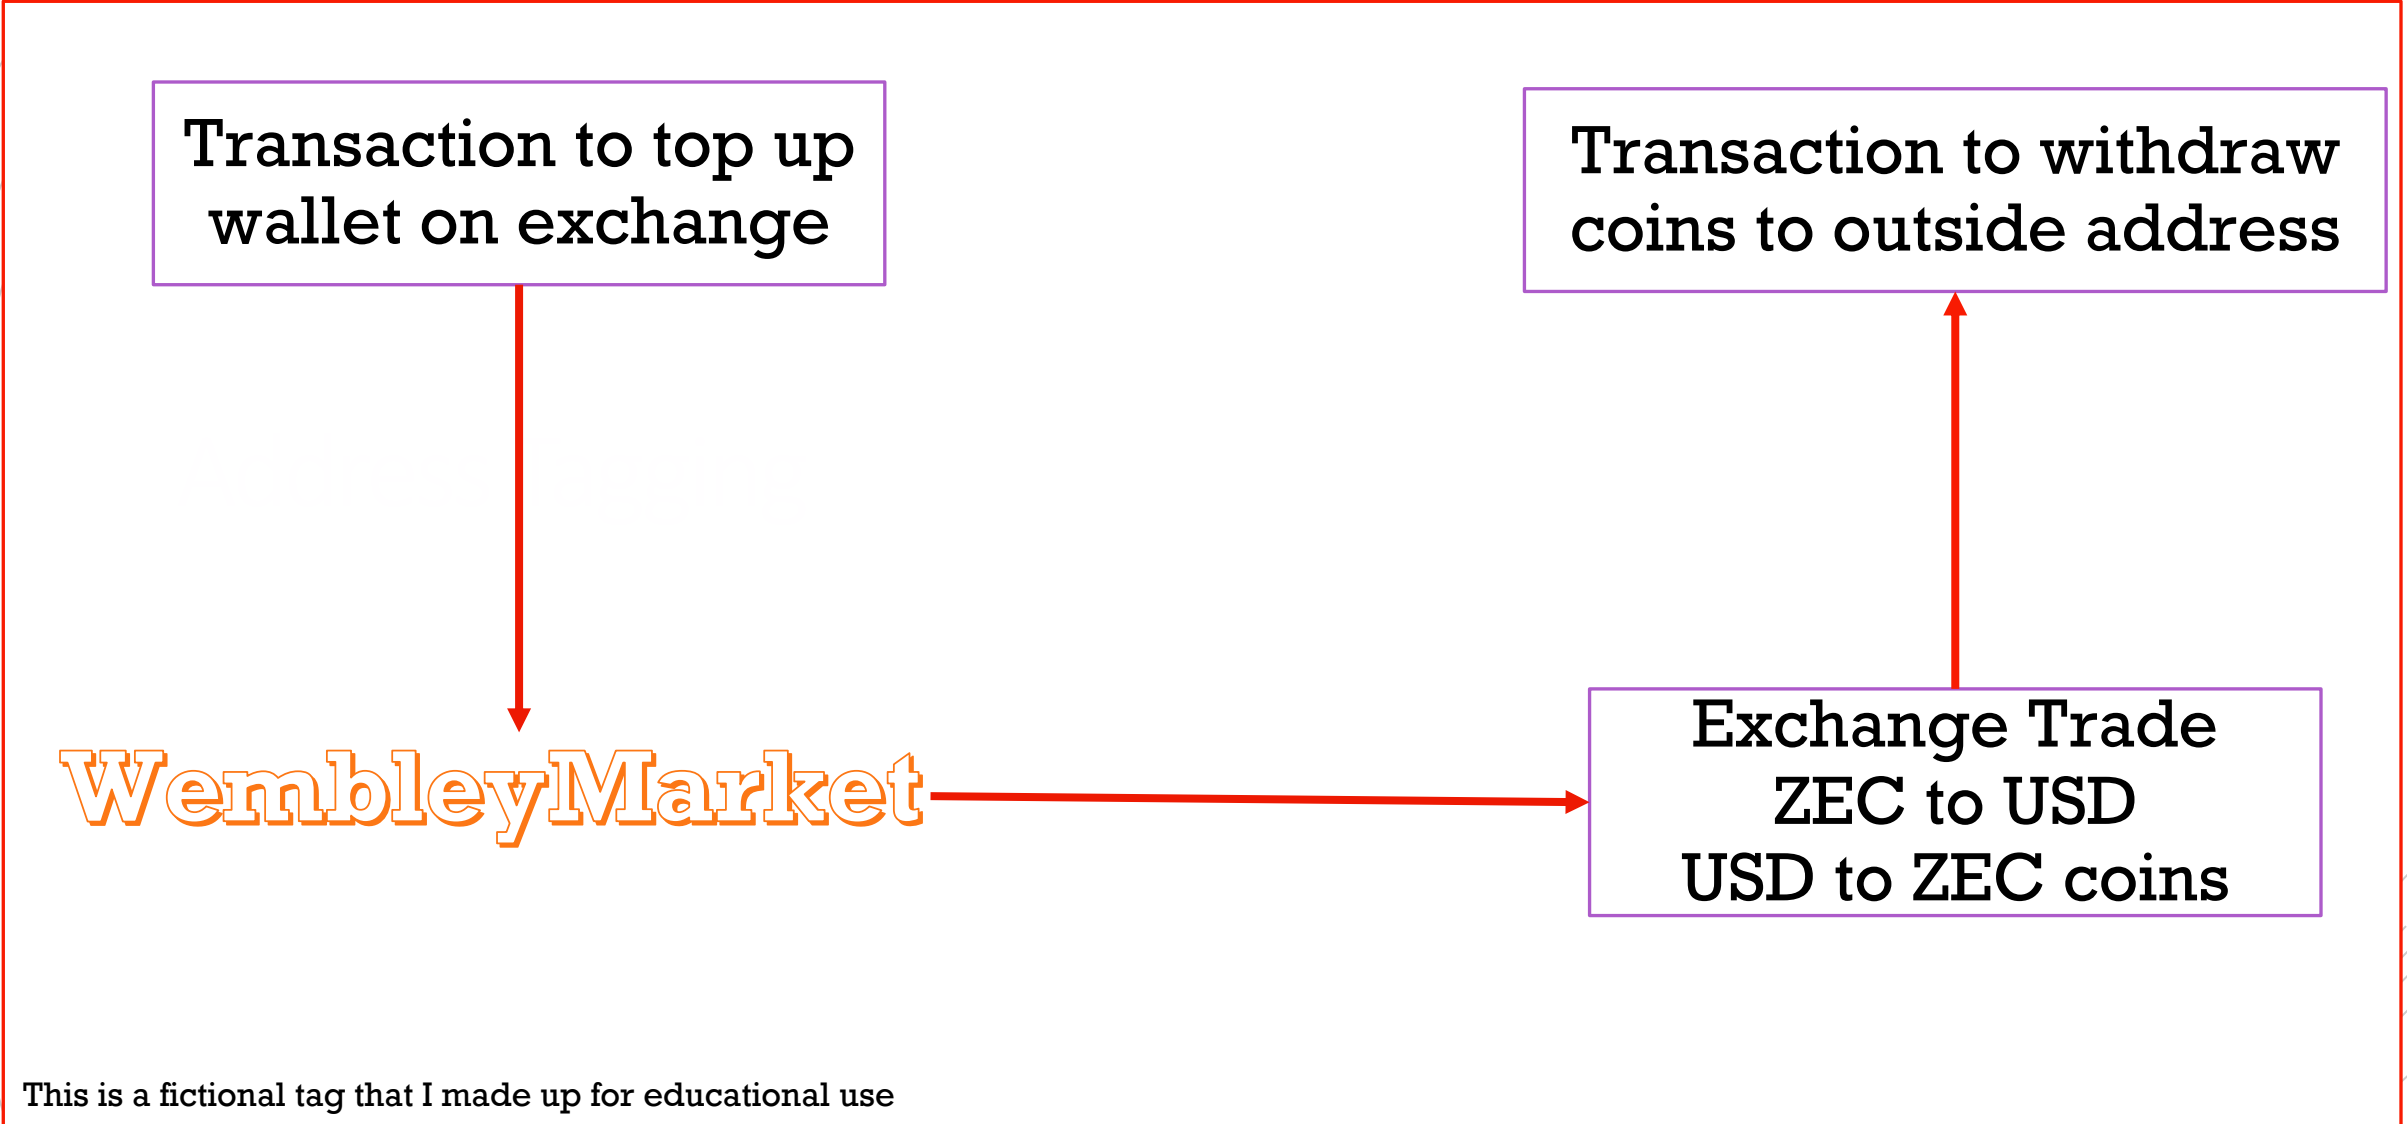 Transaction to top up
wallet on exchange
Transaction to withdraw
coins to outside address
WembleyMarket
Exchange Trade
ZEC to USD
USD to ZEC coins
This is a fictional tag that I made up for educational use